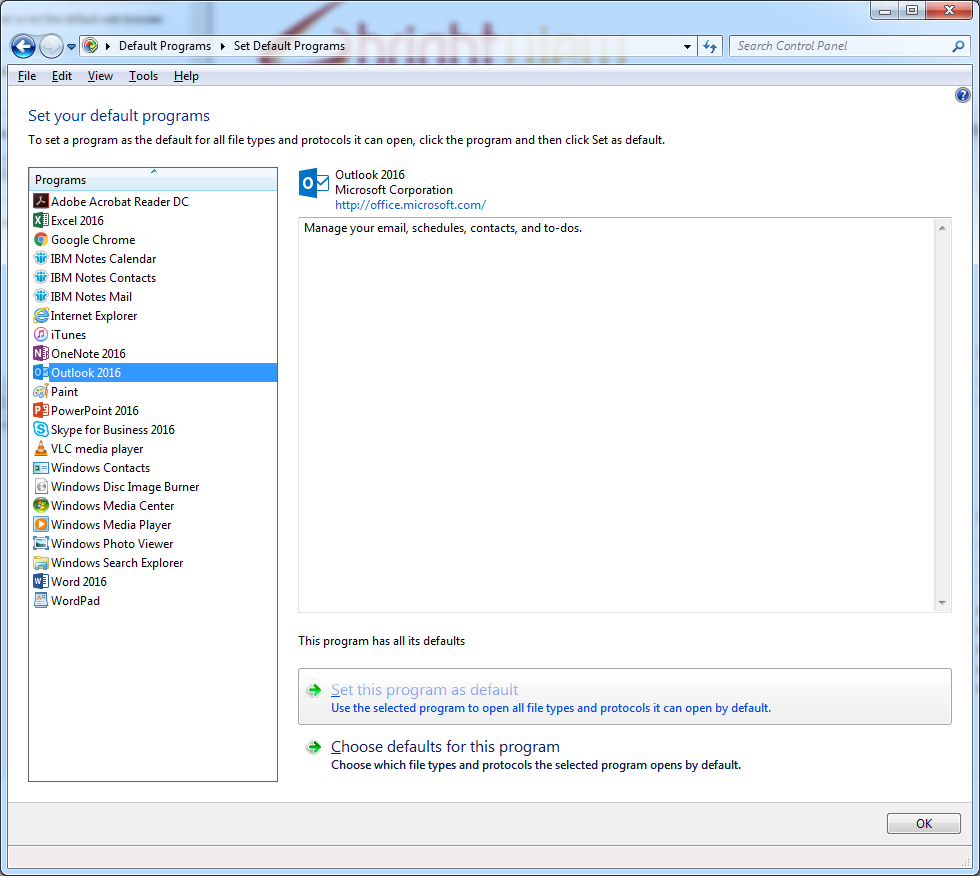 Default Programs Set Default Programs
Search Control Panel
File Edit View Tools Help
Set your default programs
To set a program as the default for all file types and protocols it can open, click the program and then click Set as default.
Programs
Adobe Acrobat Reader DC
Excel 2016
Google Chrome
IBM Notes Calendar
IBM Notes Contacts
IBM Notes Mail
Internet Explorer
iTunes
OneNote 2016
Outlook 2016
Paint
PowerPoint 2016
Skype for Business 2016
VLC media player
Windows Contacts
Windows Disc Image Burner
Windows Media Center
Windows Media Player
Windows Photo Viewer
Windows Search Explorer
Word 2016
WordPad
Outlook 2016
Microsoft Corporation
http://office.microsoft.com/
Manage your email, schedules, contacts, and to-dos.
This program has all its defaults
Set this program as default
Use the selected program to open all file types and protocols it can open by default.
Choose defaults for this program
Choose which file types and protocols the selected program opens by default.
OK